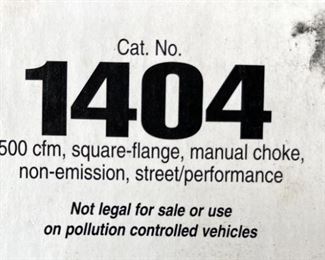 Cat. No.
1404
500 cfm, square-flange, manual choke,
non-emission, street/performance
Not legal for sale or use
on pollution controlled vehicles